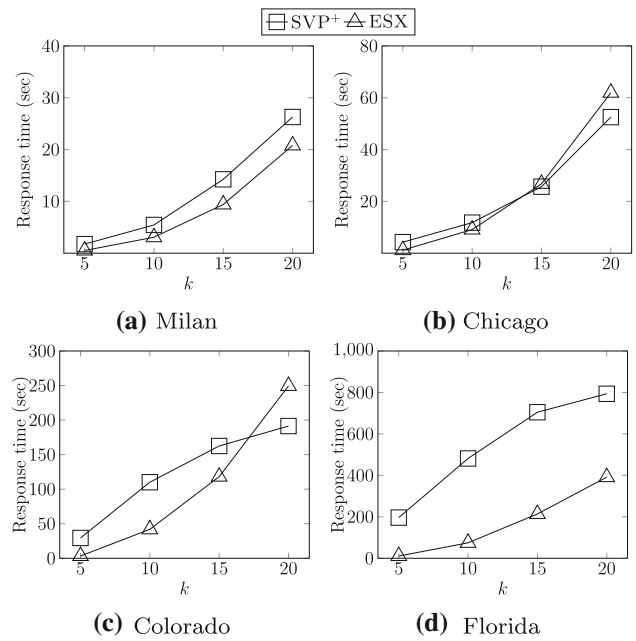 SVP+ ESX
Response time (sec)
40
30
20
10
5 10 15 20
k
(a) Milan
Response time (sec)
80
60
40
20
5 10 15 20
k
(b) Chicago
Response time (sec)
300
250
200
150
100
50
0
5 10 15 20
k
(c) Colorado
Response time (sec)
1,000
800
600
400
200
0
5 10 15 20
k
(d) Florida